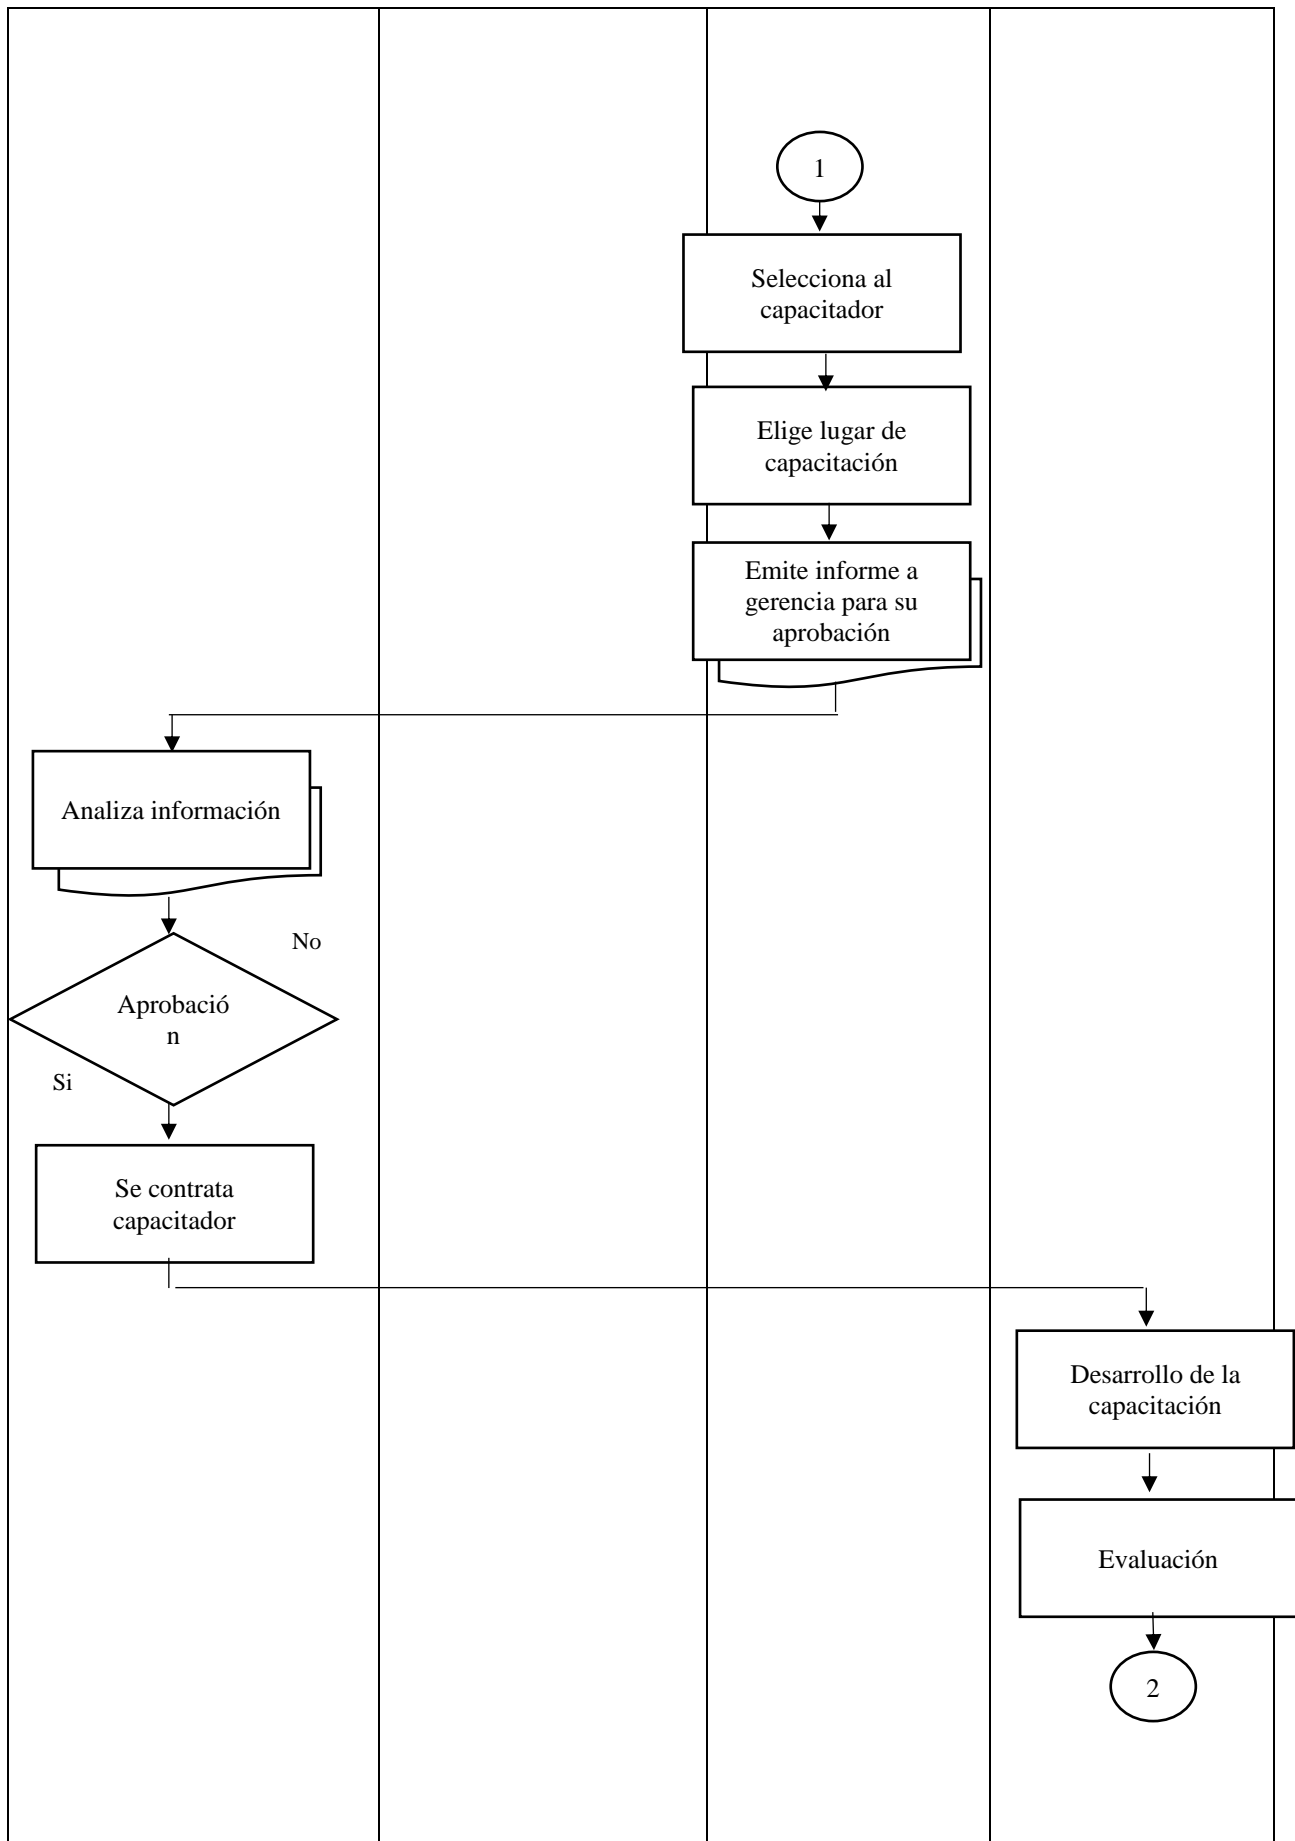 1
Selecciona al
capacitador
Elige lugar de
capacitación
Emite informe a
gerencia para su
aprobación
Analiza información
No
Aprobació
n
Si
Se contrata
capacitador
Desarrollo de la
capacitación
Evaluación
2